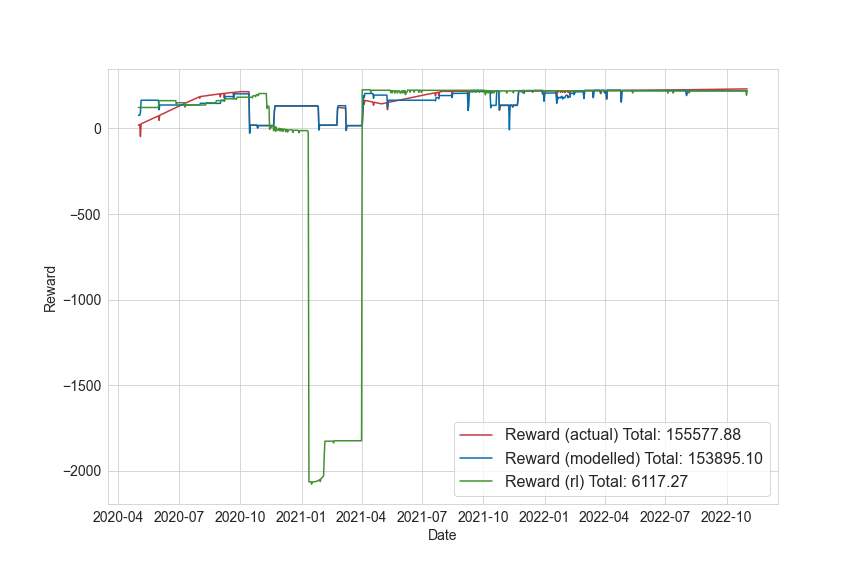 0
−500
−1000
−1500
−2000
Reward
Reward (actual) Total: 155577.88
Reward (modelled) Total: 153895.10
Reward (rl) Total: 6117.27
2020-04 2020-07 2020-10 2021-01 2021-04 2021-07 2021-10 2022-01 2022-04 2022-07 2022-10
Date